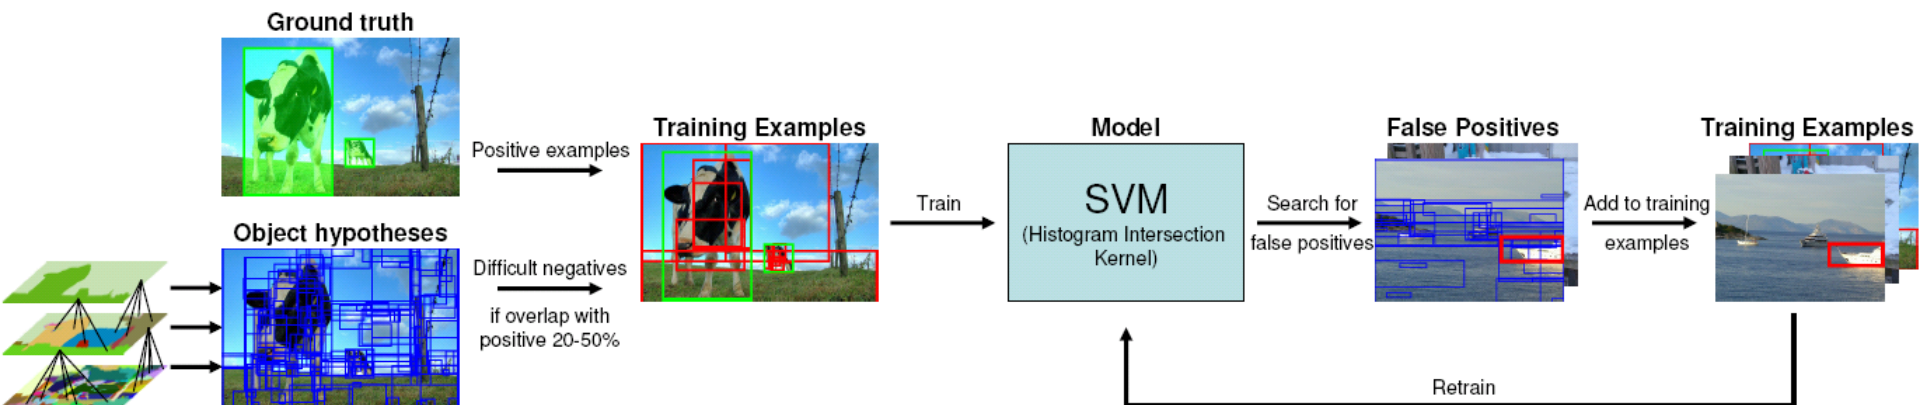 Ground truth
Positive examples
Object hypotheses
Difficult negatives
if overlap with
positive 20-50%
Training Examples
Train
Model
SVM
(Histogram Intersection
Kernel)
Search for
false positives
False Positives
Add to training
examples
Training Examples
Retrain